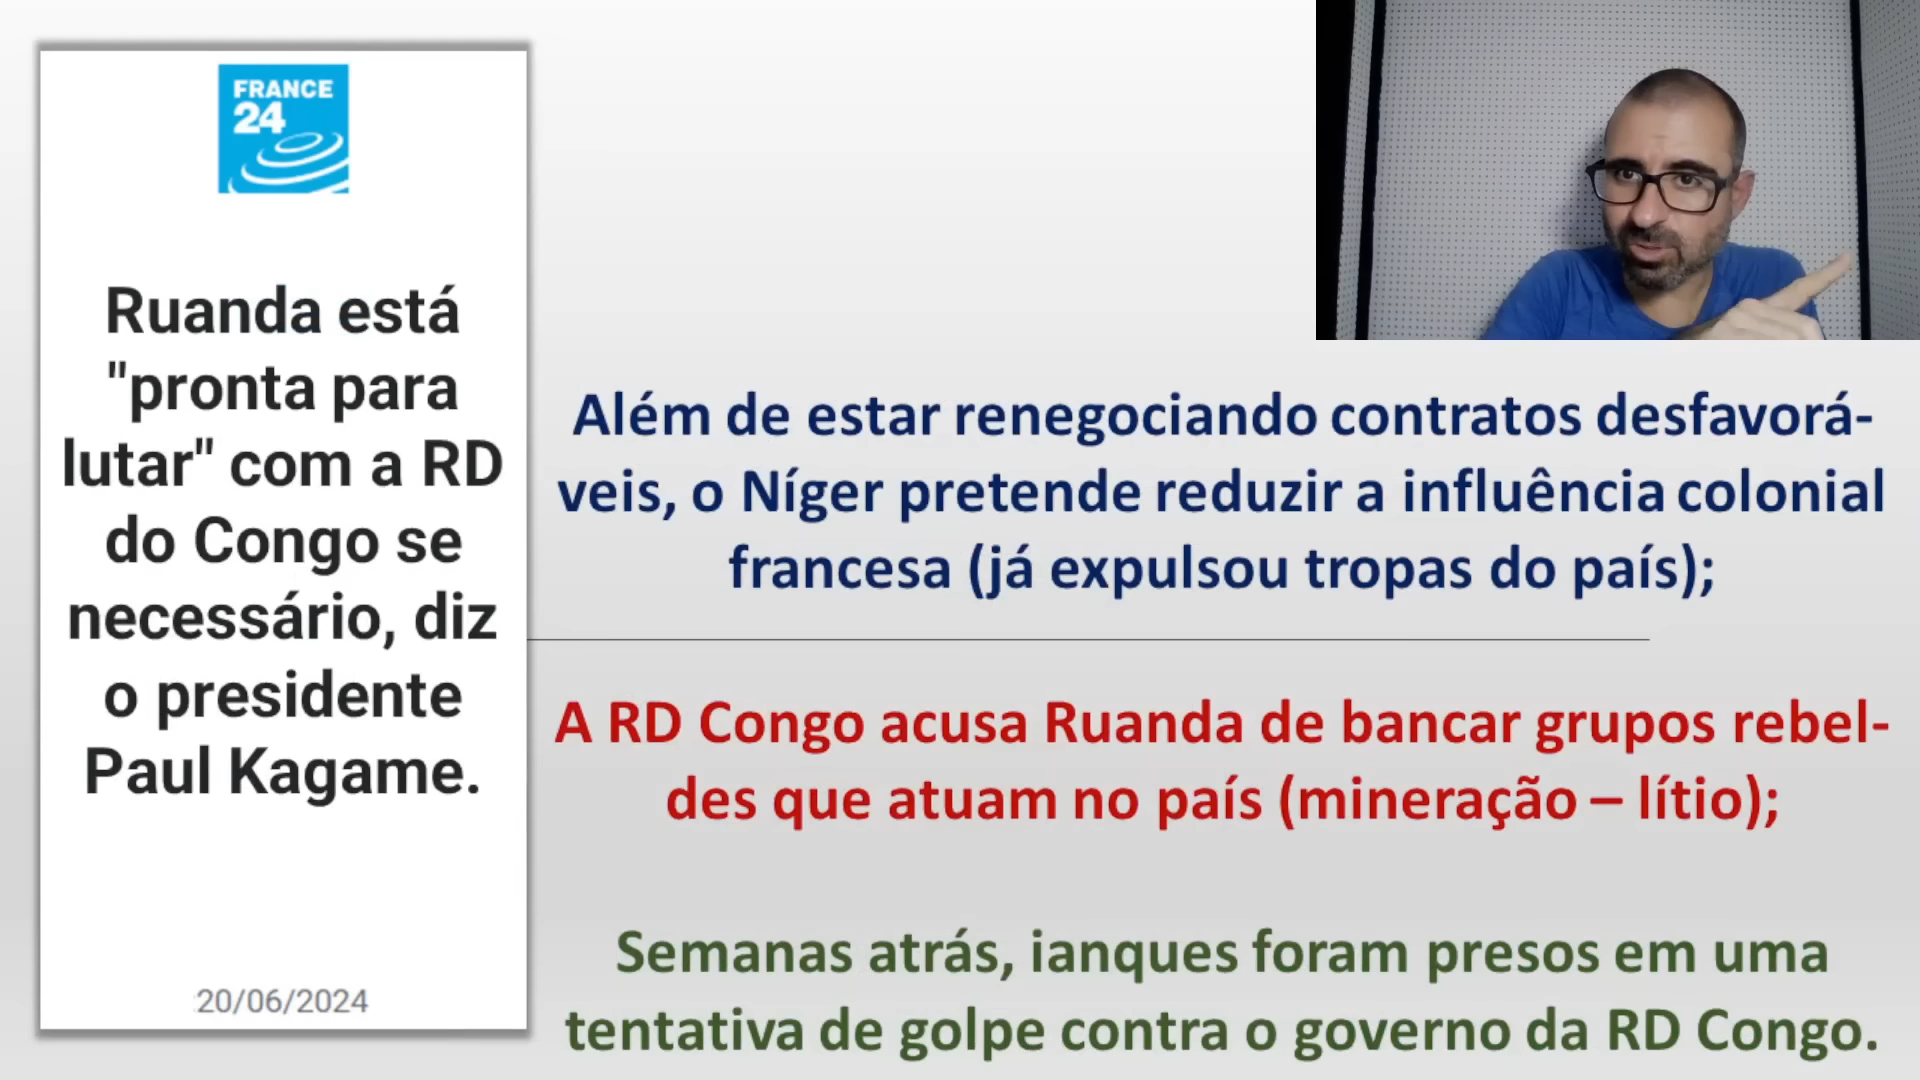 FRANCE
24
Ruanda está
"pronta para
lutar" com a RD
do Congo se
necessário, diz
o presidente
Paul Kagame.
20/06/2024
Além de estar renegociando contratos desfavorá-
veis, o Níger pretende reduzir a influência colonial
francesa (já expulsou tropas do país);
A RD Congo acusa Ruanda de bancar grupos rebel-
des que atuam no país (mineração – lítio);
Semanas atrás, ianques foram presos em uma
tentativa de golpe contra o governo da RD Congo.